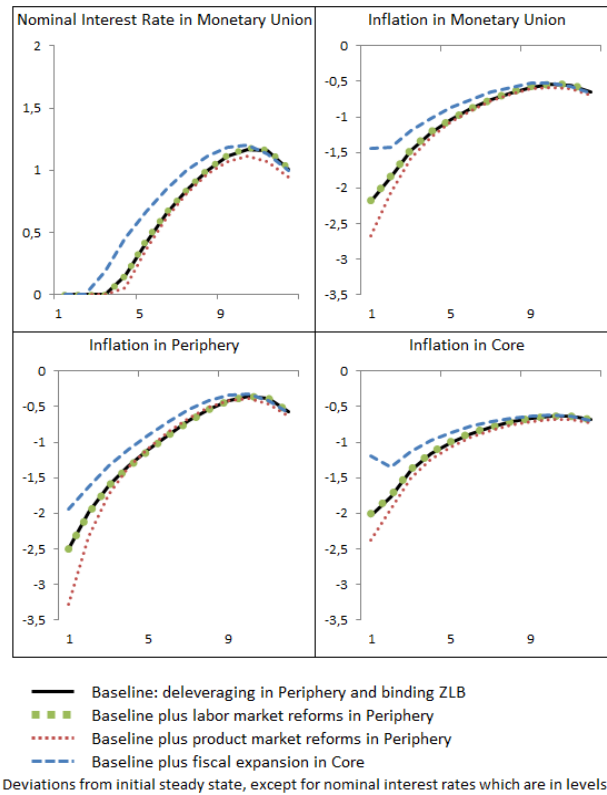 Nominal Interest Rate in Monetary Union
2
1,5
1
0,5
0
1 5 9
Inflation in Monetary Union
0
-0,5
-1
-1,5
-2
-2,5
-3
-3,5
1 5 9
Inflation in Periphery
0
-0,5
-1
-1,5
-2
-2,5
-3
-3,5
1 5 9
Inflation in Core
0
-0,5
-1
-1,5
-2
-2,5
-3
-3,5
1 5 9
Baseline: deleveraging in Periphery and binding ZLB
Baseline plus labor market reforms in Periphery
Baseline plus product market reforms in Periphery
Baseline plus fiscal expansion in Core
Deviations from initial steady state, except for nominal interest rates which are in levels